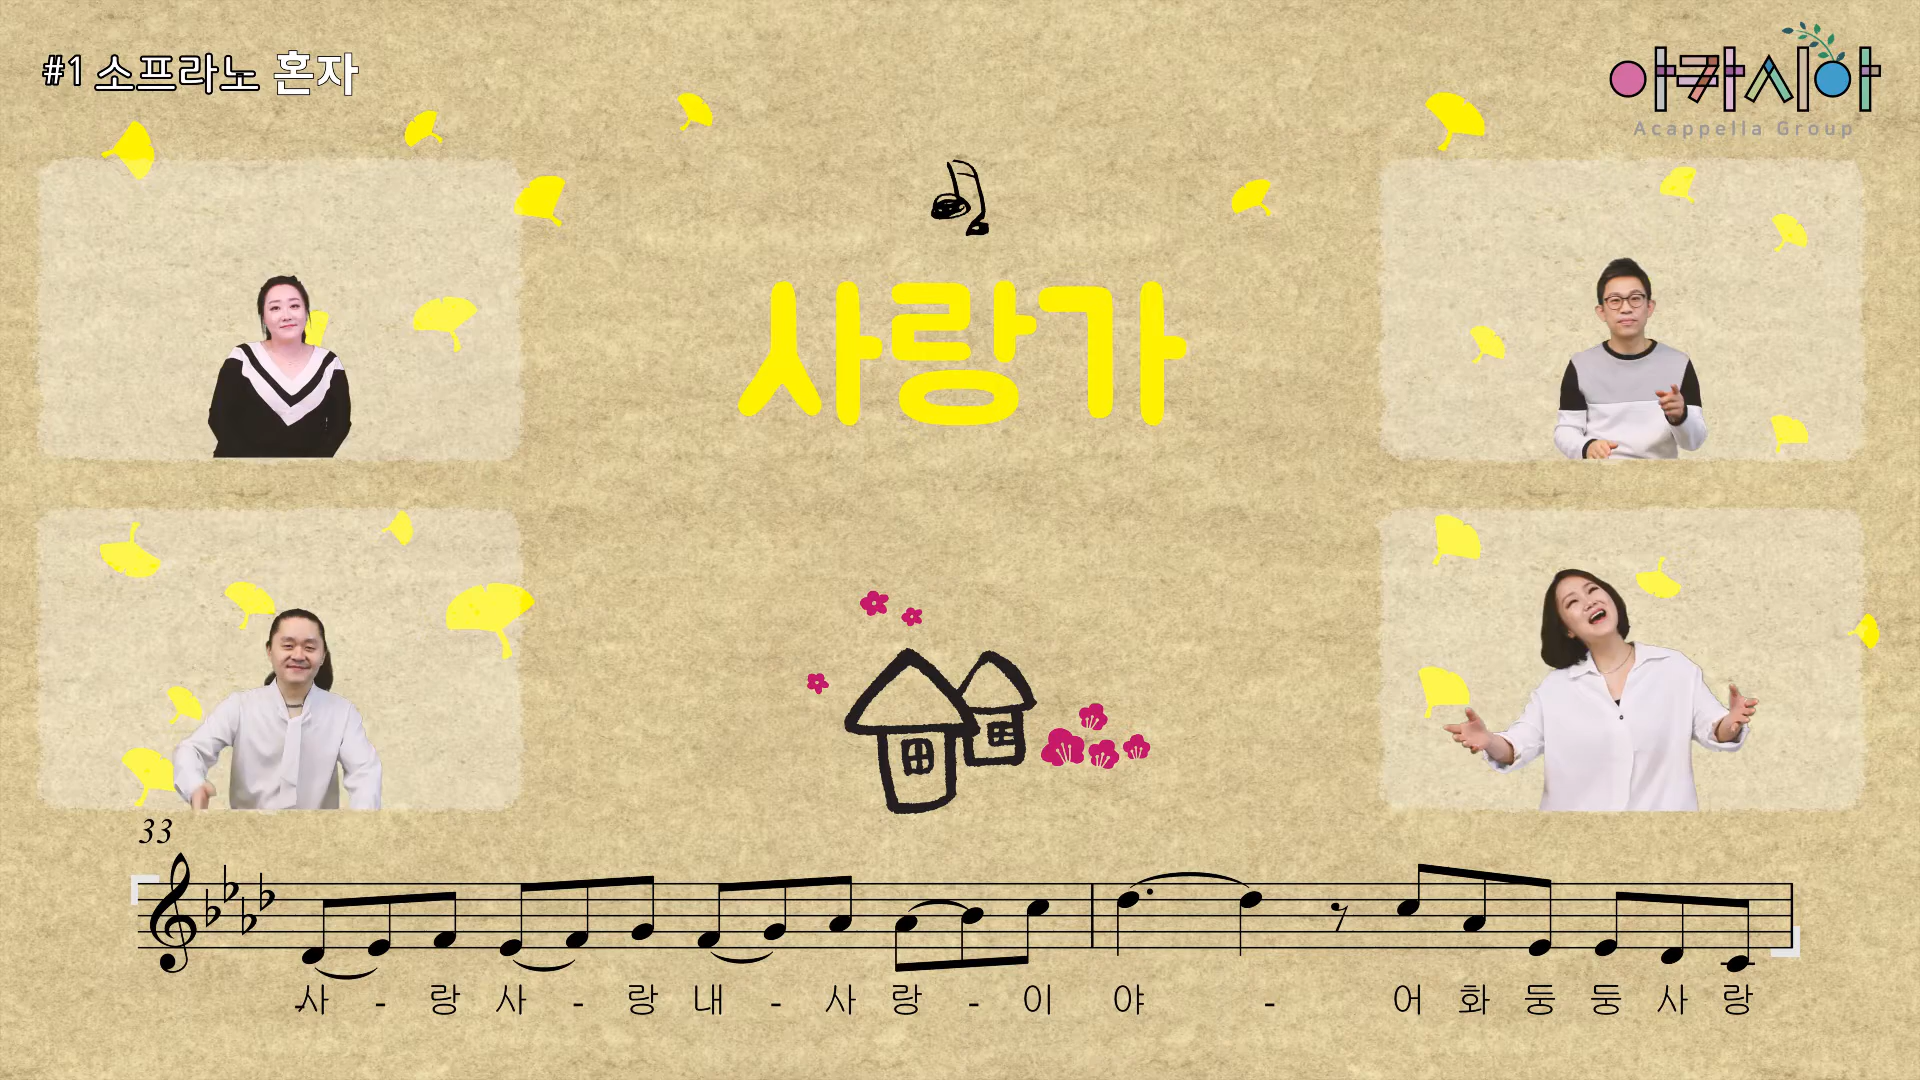 #1 소프라노 혼자
아카시아
Acappella Group
사랑가
33
사 - 랑 사 - 랑 내 - 사 랑 - 이 야 - 어 화 둥 둥 사 랑